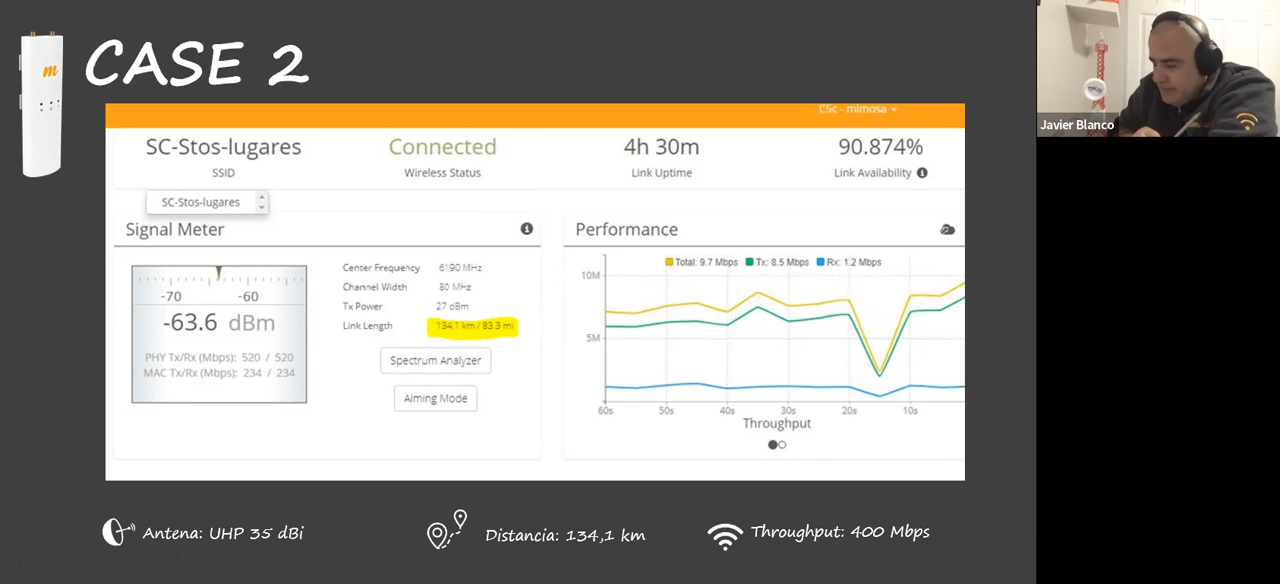 m
CASE 2
CSc - mimosa
SC-Stos-lugares
SSID
Connected
Wireless Status
4h 30m
Link Uptime
90.874%
Link Availability
SC-Stos-lugares
Signal Meter
-70 -60
-63.6 dBm
PHY Tx/Rx (Mbps): 520 / 520
MAC Tx/Rx (Mbps): 234 / 234
Center Frequency 6190 MHz
Channel Width 80 MHz
Tx Power 27 dBm
Link Length 134.1 km / 83.3 mi
Spectrum Analyzer
Aiming Mode
Performance
Total: 9.7 Mbps Tx: 8.5 Mbps Rx: 1.2 Mbps
10M
5M
60s 50s 40s 30s 20s 10s
Throughput
Antena: UHP 35 dBi
Distancia: 134,1 km
Throughput: 400 Mbps
Javier Blanco